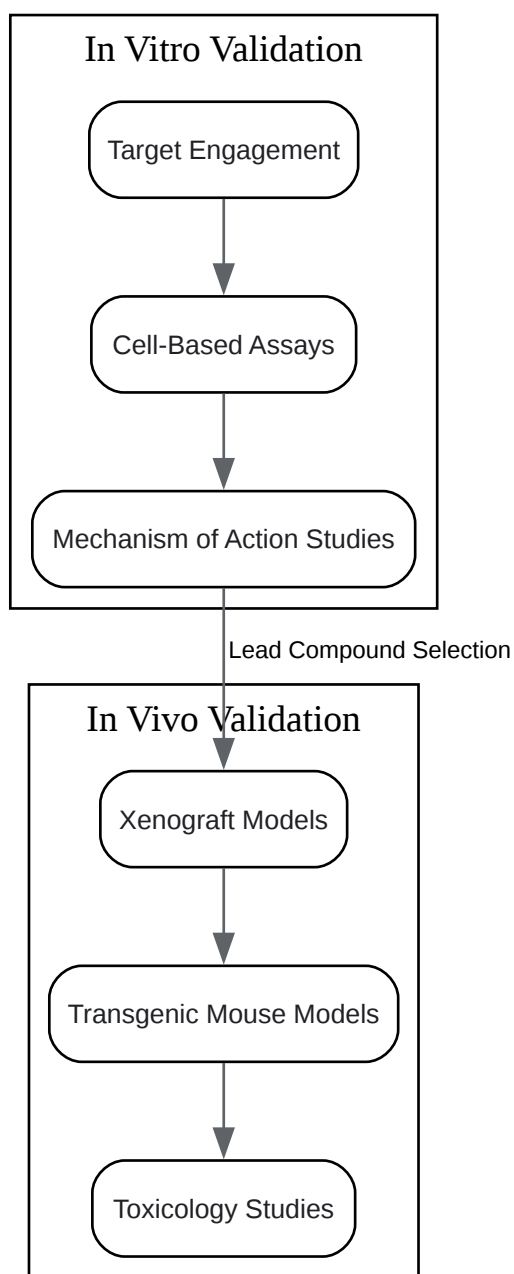 In Vitro Validation
Target Engagement
Cell-Based Assays
Mechanism of Action Studies
Lead Compound Selection
In Vivo Validation
Xenograft Models
Transgenic Mouse Models
Toxicology Studies